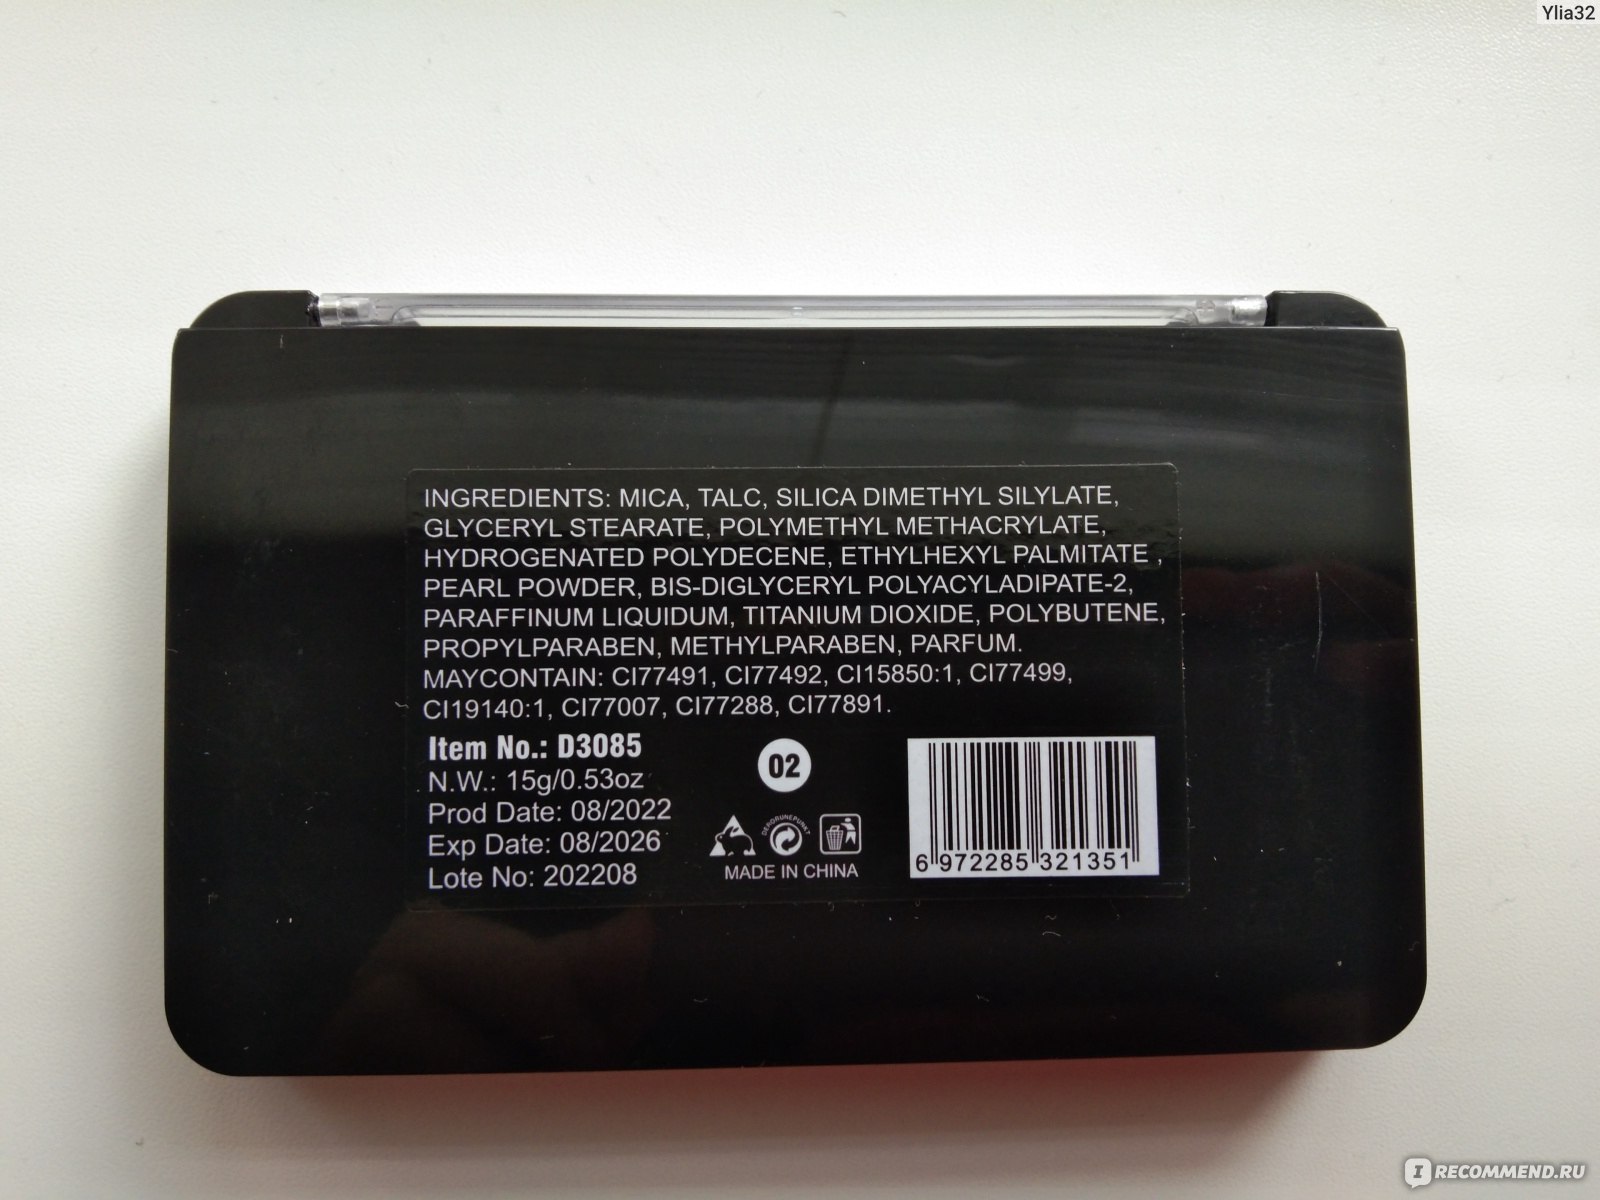 Ylia32
INGREDIENTS: MICA, TALC, SILICA DIMETHYL SILYLATE,
GLYCERYL STEARATE, POLYMETHYL METHACRYLATE,
HYDROGENATED POLYDECENE, ETHYLHEXYL PALMITATE ,
PEARL POWDER, BIS-DIGLYCERYL POLYACYLADIPATE-2,
PARAFFINUM LIQUIDUM, TITANIUM DIOXIDE, POLYBUTENE,
PROPYLPARABEN, METHYLPARABEN, PARFUM.
MAYCONTAIN: CI77491, CI77492, CI15850:1, CI77499,
CI19140:1, CI77007, CI77288, CI77891.
Item No.: D3085
N.W.: 15g/0.53oz
Prod Date: 08/2022
Exp Date: 08/2026
Lote No: 202208
02
MADE IN CHINA
6 972285 321351
IRECOMMEND.RU